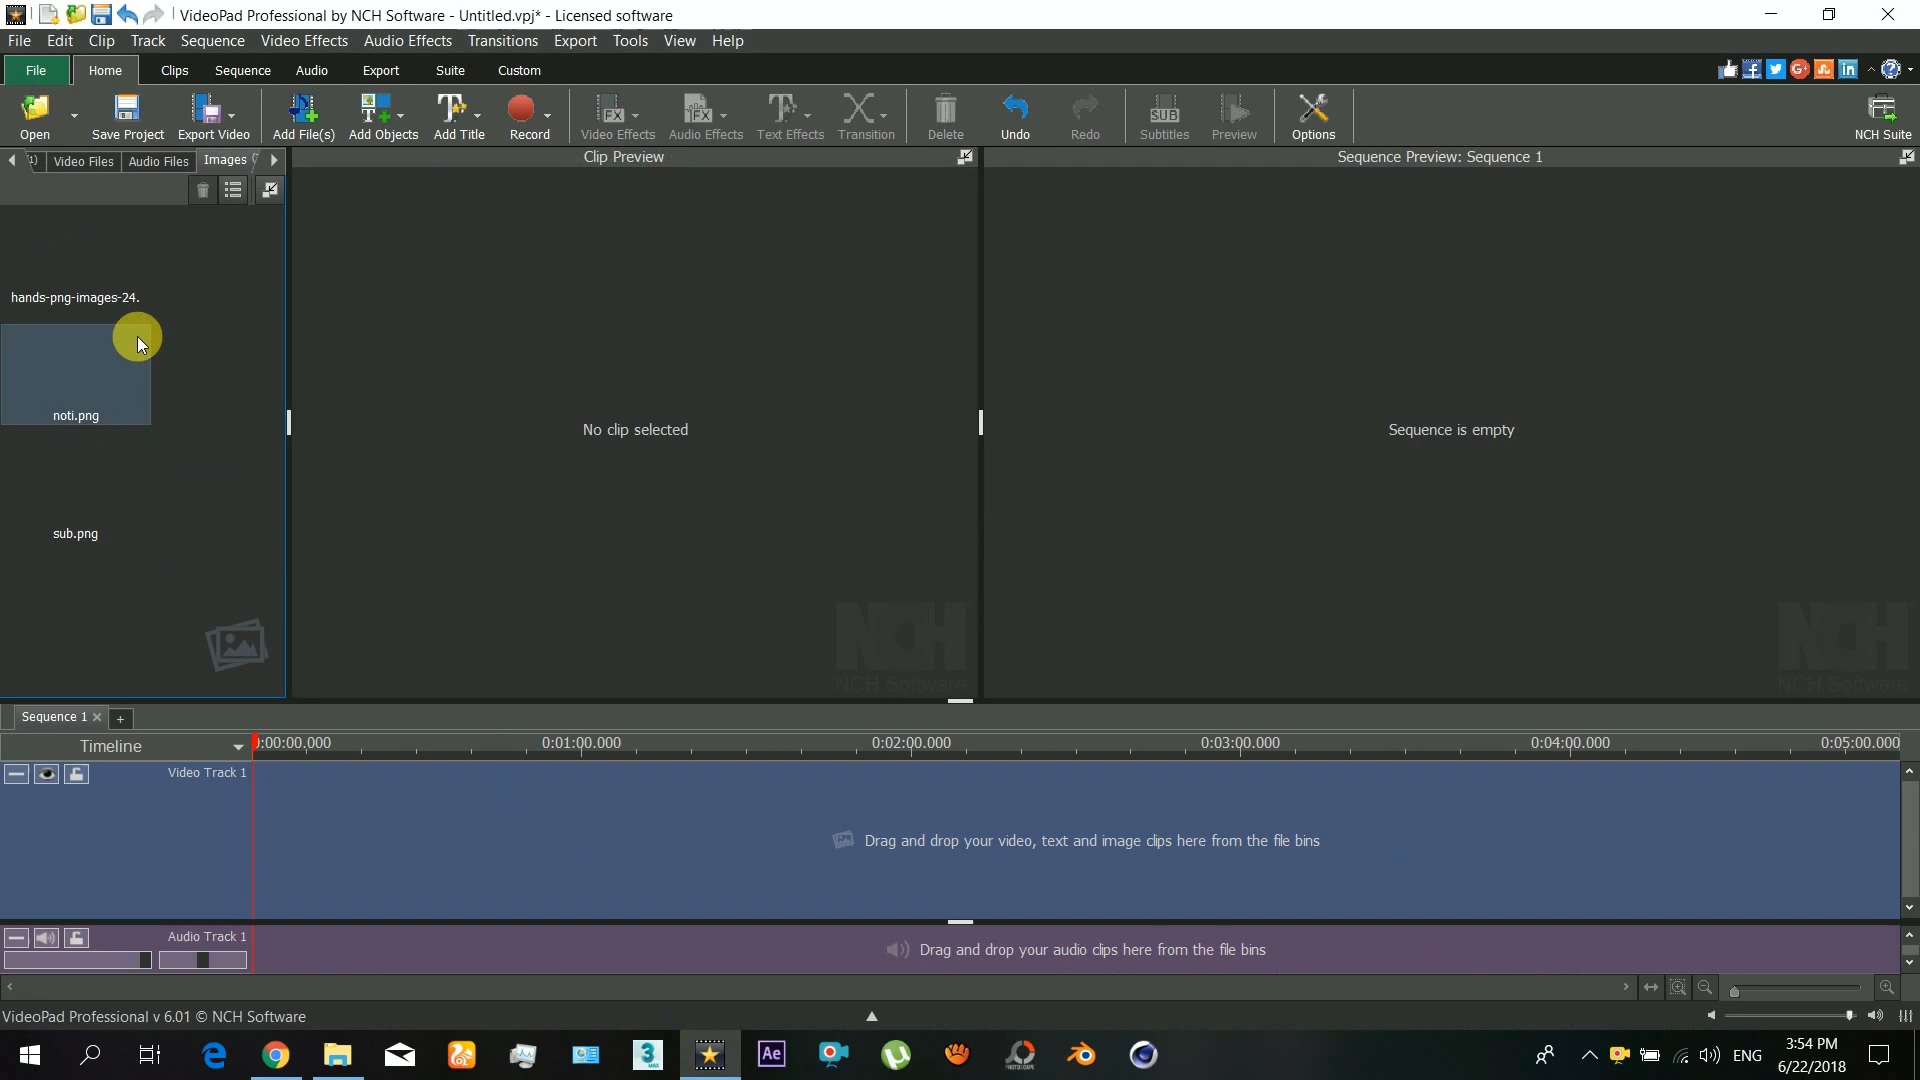 VideoPad Professional by NCH Software - Untitled.vpj* - Licensed software
File Edit Clip Track Sequence Video Effects Audio Effects Transitions Export Tools View Help
File Home Clips Sequence Audio Export Suite Custom
Open Save Project Export Video Add File(s) Add Objects Add Title Record Video Effects Audio Effects Text Effects Transition Delete Undo Redo Subtitles Preview Options NCH Suite
1) Video Files Audio Files Images
Clip Preview
Sequence Preview: Sequence 1
hands-png-images-24.
noti.png
sub.png
No clip selected
Sequence is empty
NCH
NCH Software
NCH
NCH Software
Sequence 1
Timeline
0:00:00.000 0:01:00.000 0:02:00.000 0:03:00.000 0:04:00.000 0:05:00.000
Video Track 1
Drag and drop your video, text and image clips here from the file bins
Audio Track 1
Drag and drop your audio clips here from the file bins
VideoPad Professional v 6.01 © NCH Software
ENG
3:54 PM
6/22/2018